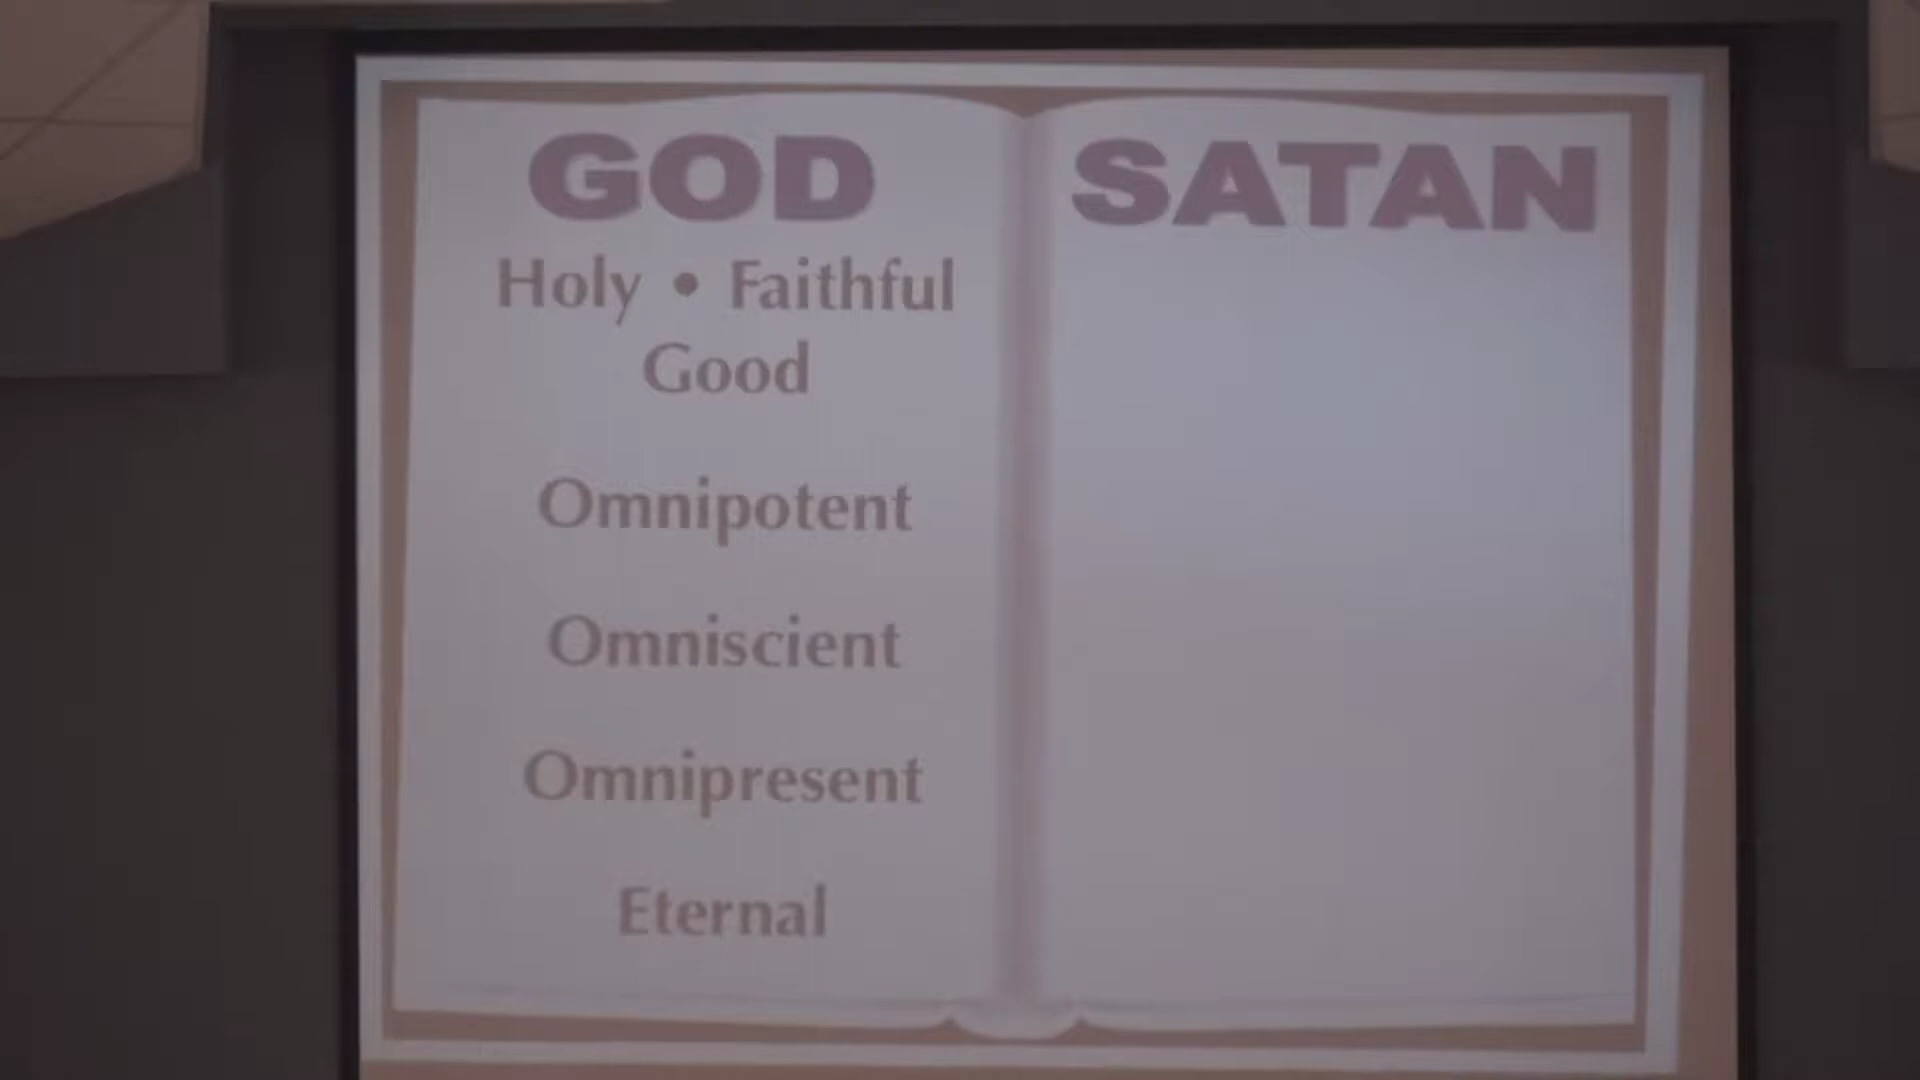 GOD
Holy • Faithful
Good
Omnipotent
Omniscient
Omnipresent
Eternal
SATAN